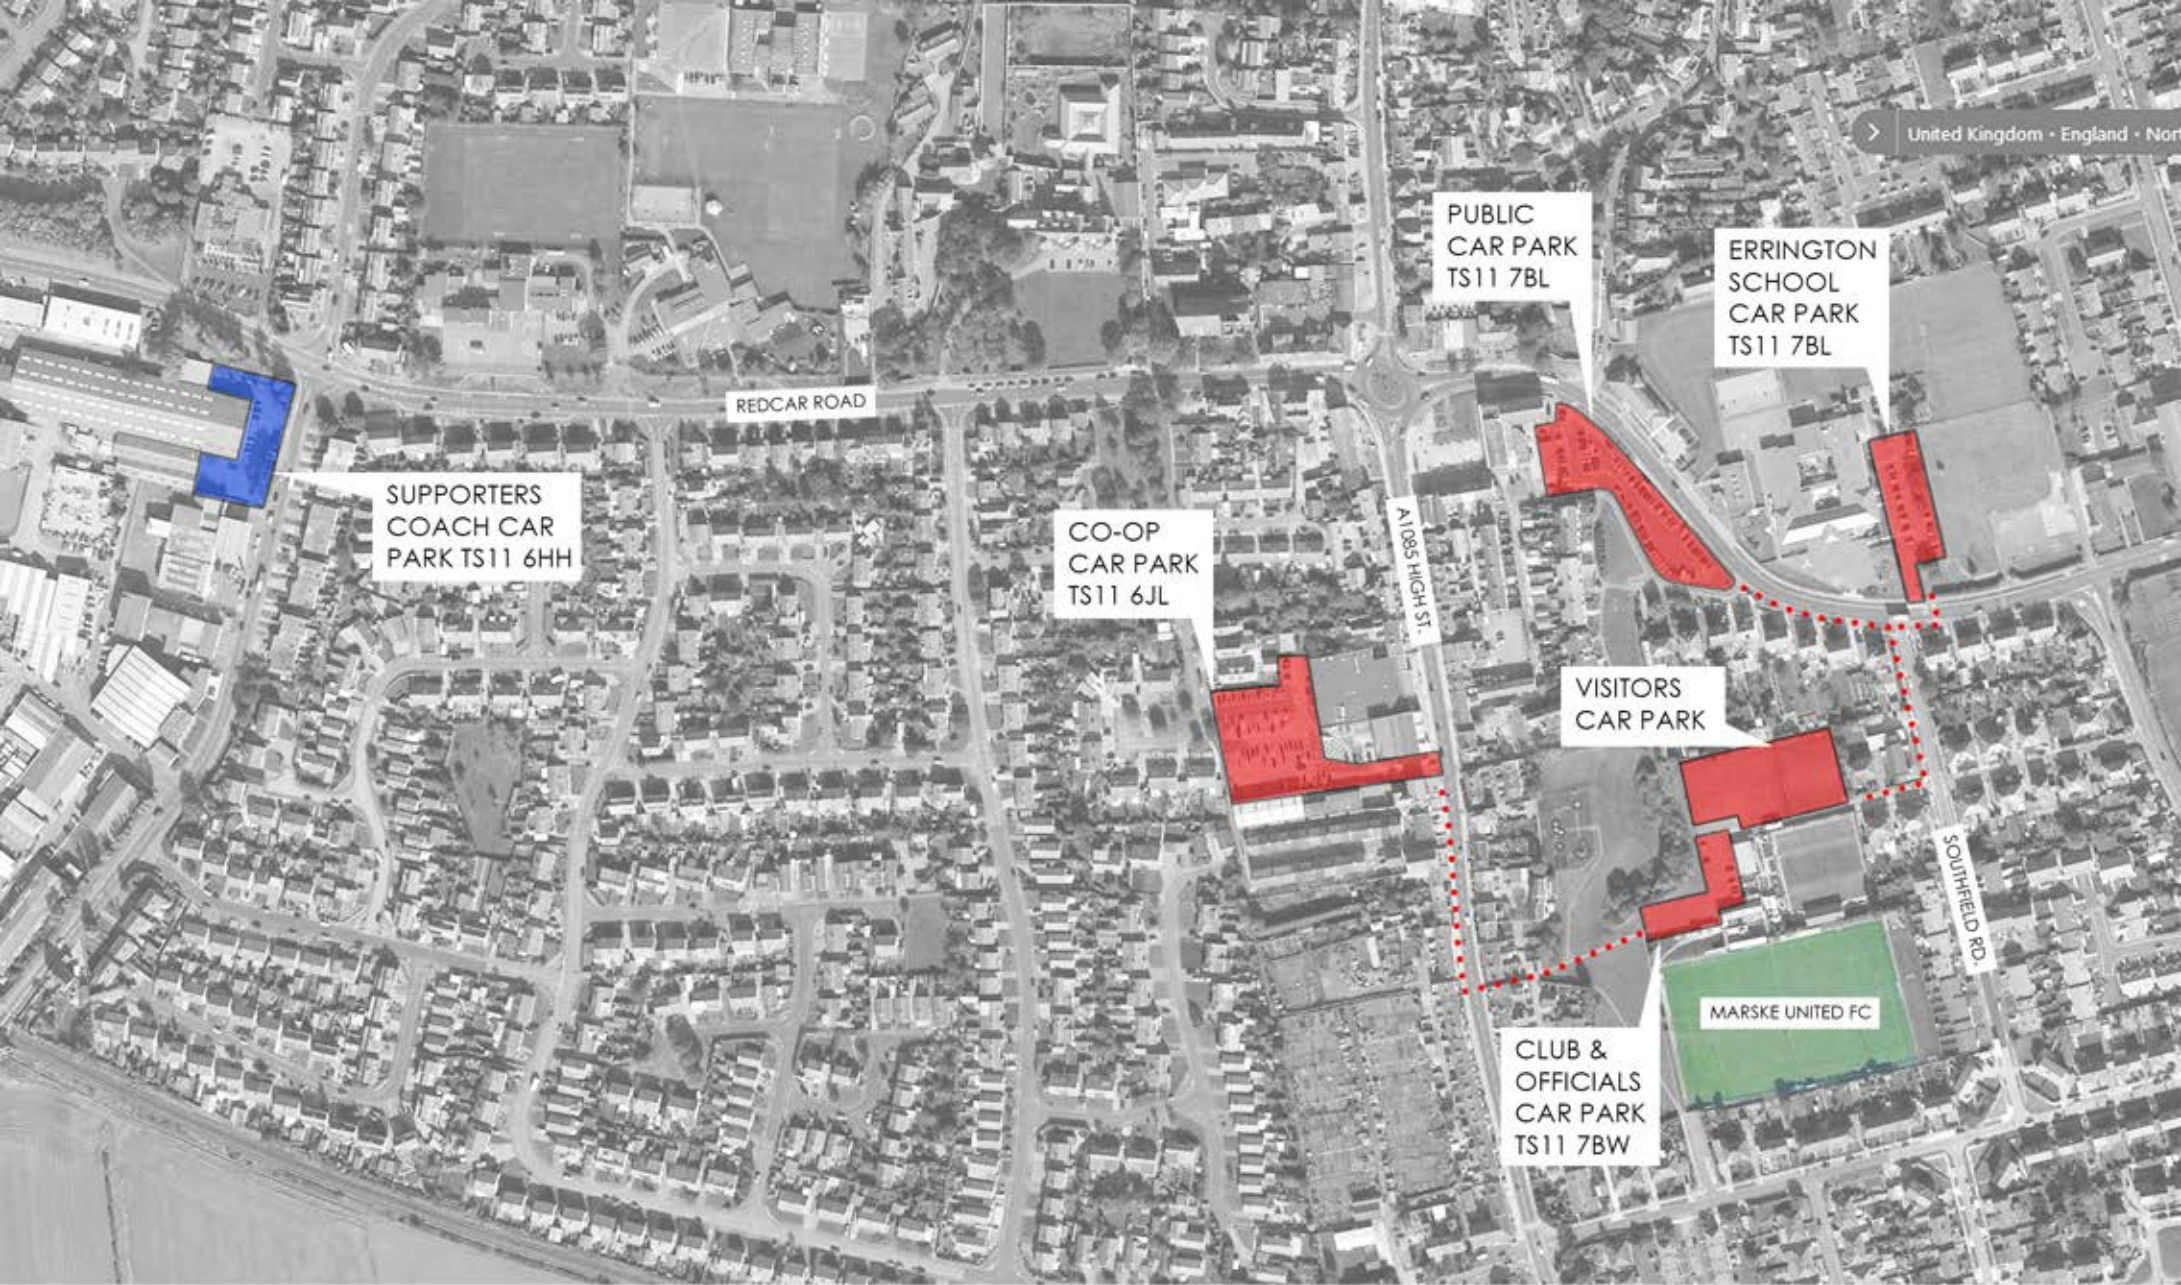 United Kingdom • England • Nor
PUBLIC
CAR PARK
TS11 7BL
ERRINGTON
SCHOOL
CAR PARK
TS11 7BL
REDCAR ROAD
SUPPORTERS
COACH CAR
PARK TS11 6HH
CO-OP
CAR PARK
TS11 6JL
A1085 HIGH ST.
VISITORS
CAR PARK
SOUTHFIELD RD.
MARSKE UNITED FC
CLUB &
OFFICIALS
CAR PARK
TS11 7BW